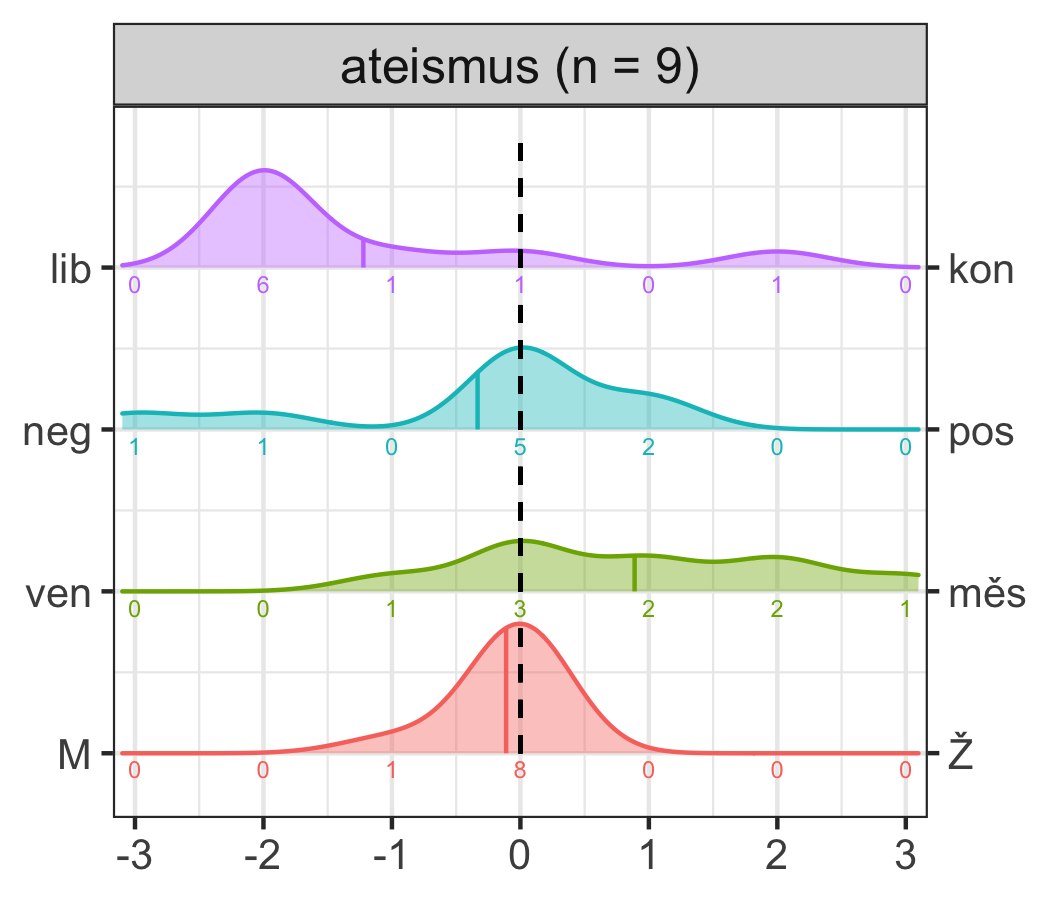 ateismus (n = 9)
lib kon
0 6 1 1 0 1 0
neg pos
1 1 0 5 2 0 0
ven měs
0 0 1 3 2 2 1
M Ž
0 0 1 8 0 0 0
-3 -2 -1 0 1 2 3